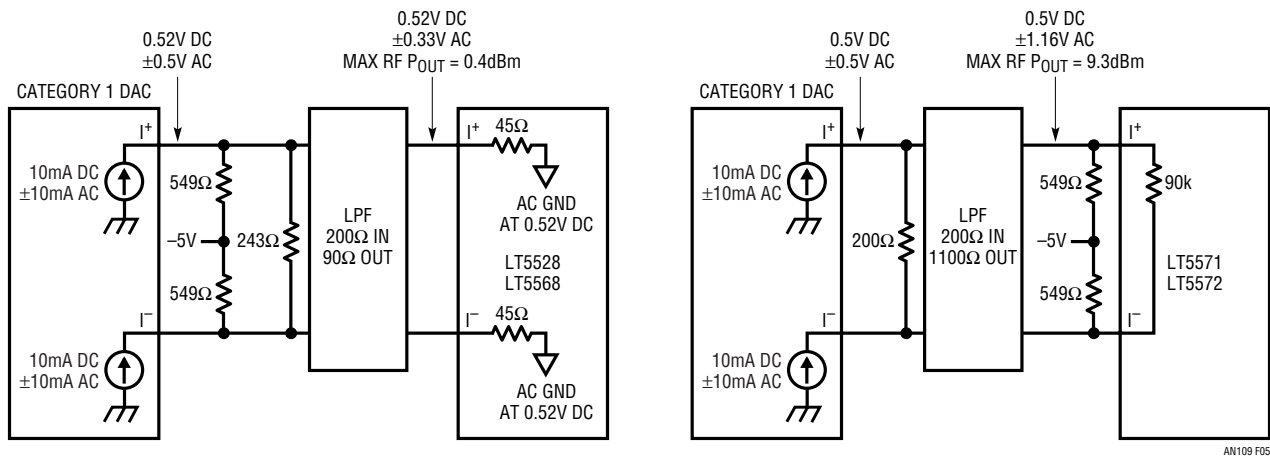 0.52V DC
±0.5V AC
0.52V DC
±0.33V AC
MAX RF POUT = 0.4dBm
CATEGORY 1 DAC
I+
10mA DC
±10mA AC
549Ω
–5V
243Ω
549Ω
I–
10mA DC
±10mA AC
LPF
200Ω IN
90Ω OUT
I+
45Ω
AC GND
AT 0.52V DC
LT5528
LT5568
I–
45Ω
AC GND
AT 0.52V DC
0.5V DC
±0.5V AC
0.5V DC
±1.16V AC
MAX RF POUT = 9.3dBm
CATEGORY 1 DAC
I+
10mA DC
±10mA AC
200Ω
I–
10mA DC
±10mA AC
LPF
200Ω IN
1100Ω OUT
549Ω
–5V
549Ω
I+
90k
LT5571
LT5572
I–
AN109 F05